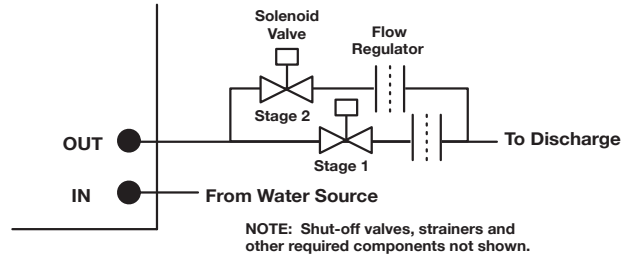 Solenoid
Valve
Flow
Regulator
Stage 2
OUT
To Discharge
Stage 1
IN
From Water Source
NOTE: Shut-off valves, strainers and
other required components not shown.